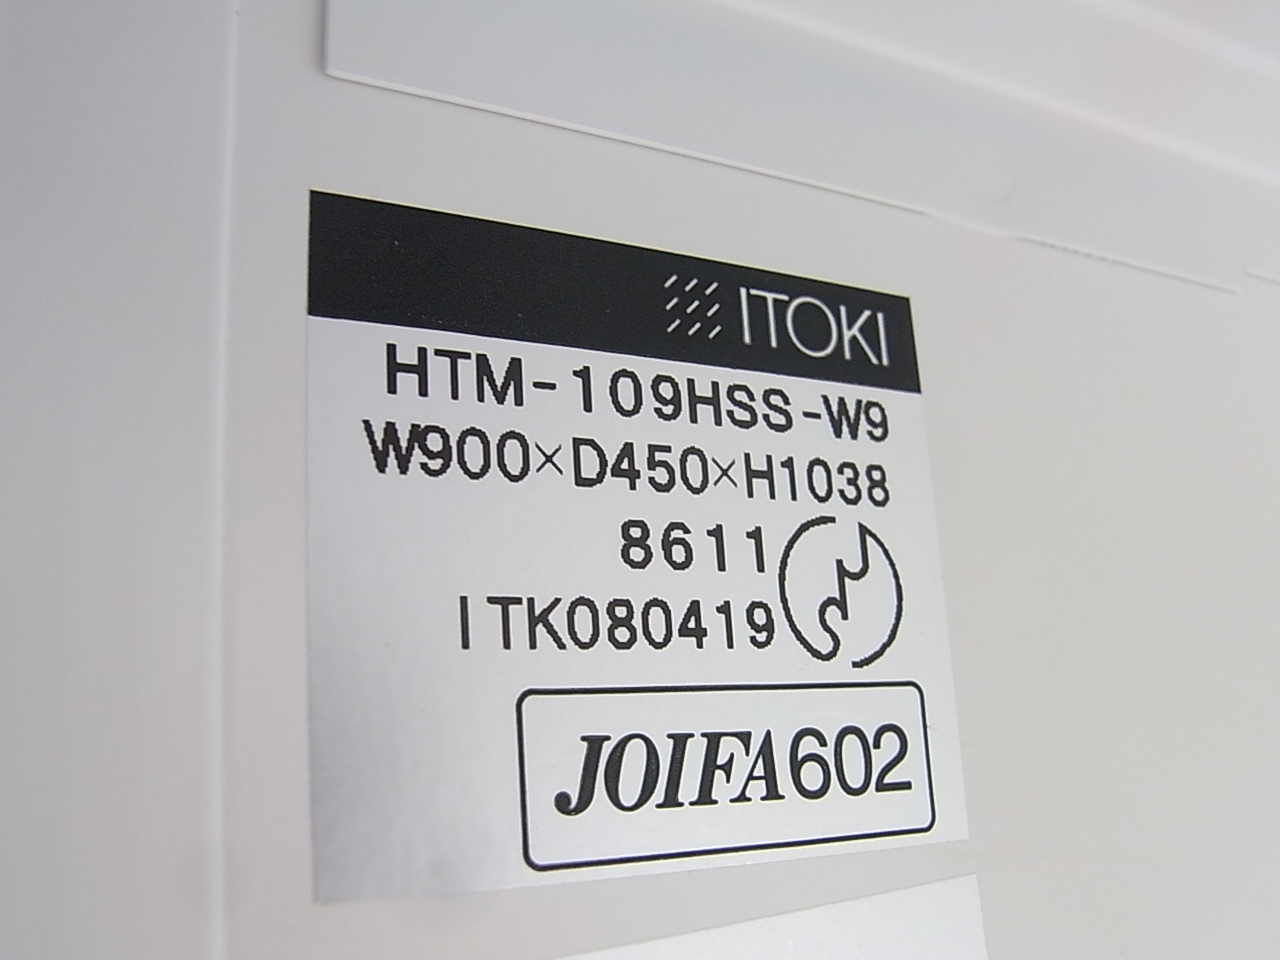 ITOKI
HTM-109HSS-W9
W900×D450×H1038
8611
ITK080419
JOIFA602